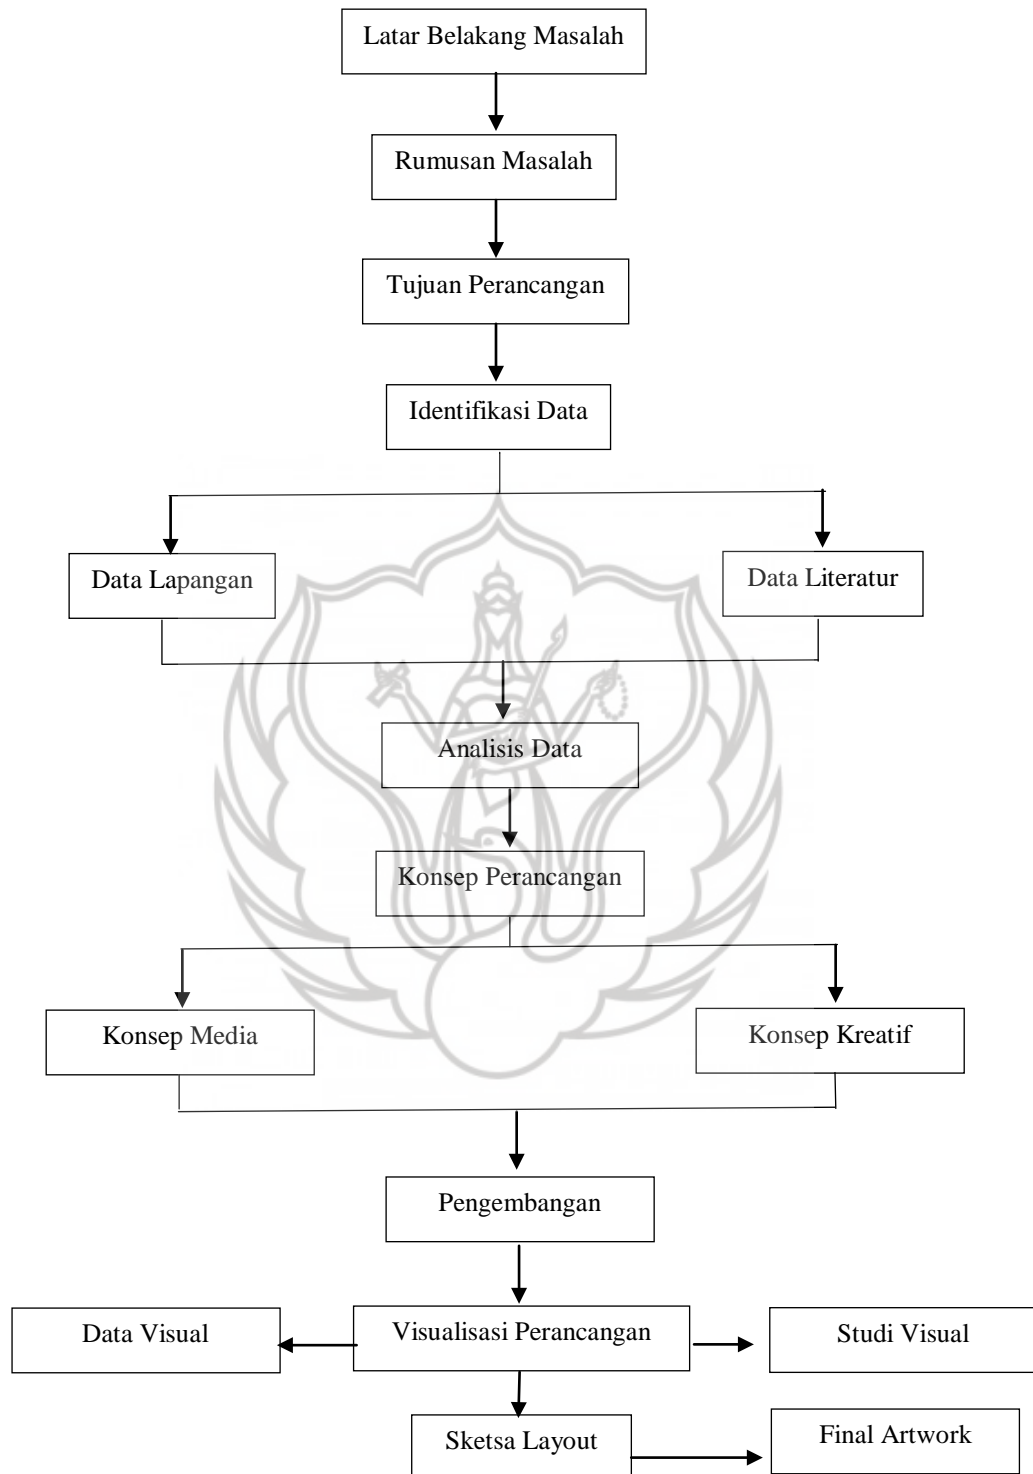 Latar Belakang Masalah
Rumusan Masalah
Tujuan Perancangan
Identifikasi Data
Data Lapangan
Data Literatur
Analisis Data
Konsep Perancangan
Konsep Media
Konsep Kreatif
Pengembangan
Data Visual
Visualisasi Perancangan
Studi Visual
Sketsa Layout
Final Artwork